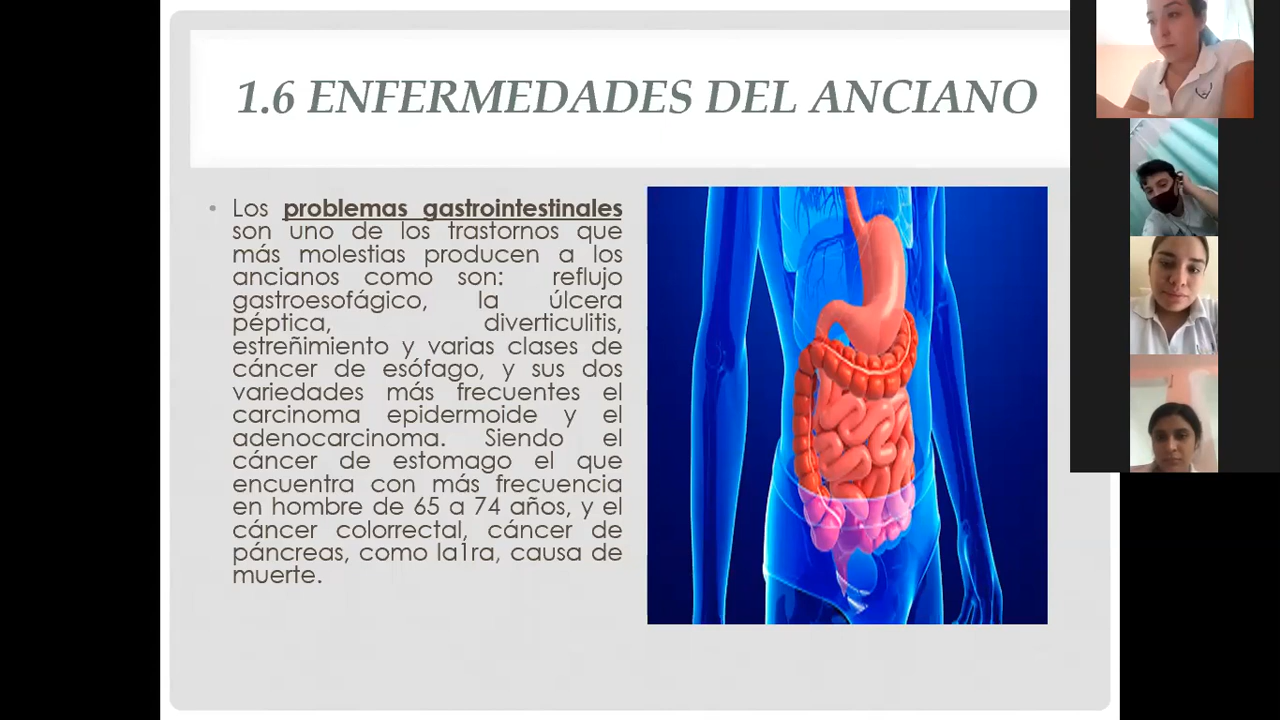 1.6 ENFERMEDADES DEL ANCIANO
• Los problemas gastrointestinales
son uno de los trastornos que
más molestias producen a los
ancianos como son: reflujo
gastroesofágico, la úlcera
péptica, diverticulitis,
estreñimiento y varias clases de
cáncer de esófago, y sus dos
variedades más frecuentes el
carcinoma epidermoide y el
adenocarcinoma. Siendo el
cáncer de estomago el que
encuentra con más frecuencia
en hombre de 65 a 74 años, y el
cáncer colorrectal, cáncer de
páncreas, como la1ra, causa de
muerte.